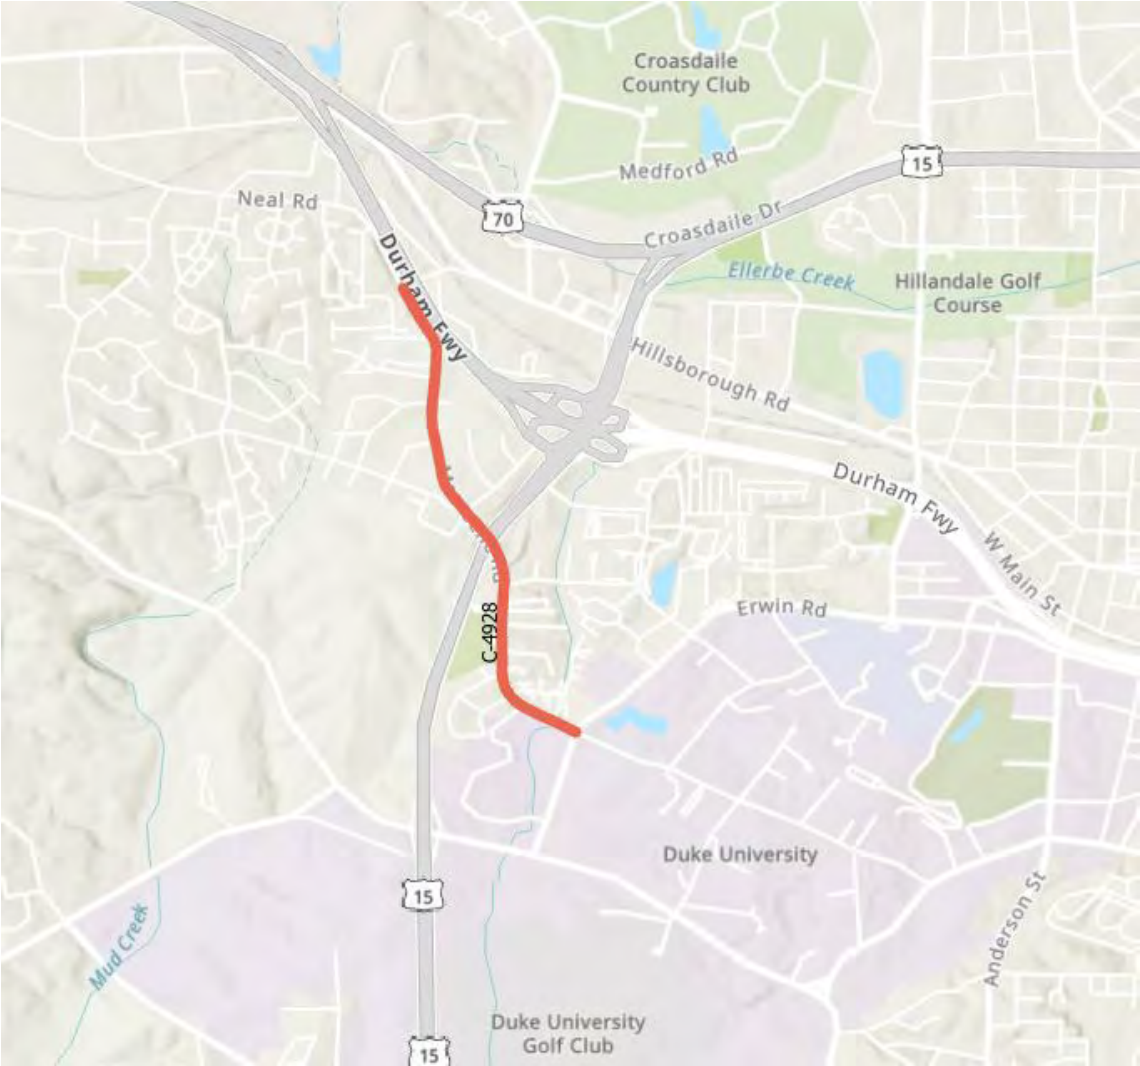 Croasdaile
Country Club
15
Medford Rd
Neal Rd
70
Croasdaile Dr
Durham Fwy
Ellerbe Creek
Hillandale Golf
Course
Hillsborough Rd
Durham Fwy
W Main St
C-4928
Erwin Rd
Duke University
15
Anderson St
Mud Creek
Duke University
Golf Club
15